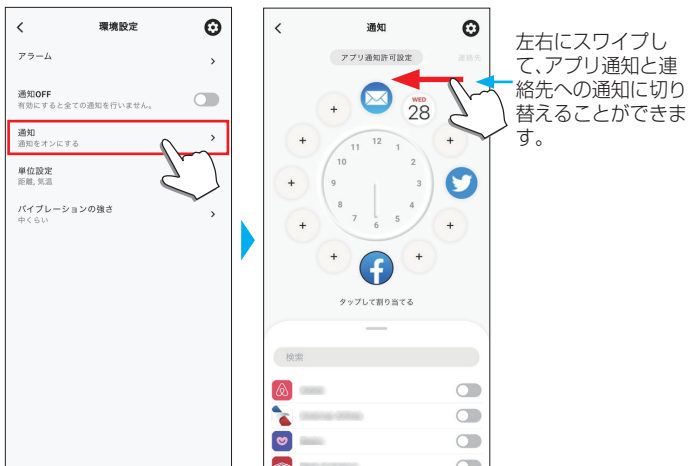 環境設定
アラーム
通知OFF
有効にすると全ての通知を行いません。
通知
通知をオンにする
単位設定
距離, 気温
バイブレーションの強さ
中くらい
通知
アプリ通知許可設定
連絡先
WED
28
12
1
2
3
4
5
6
7
8
9
10
11
タップして割り当てる
検索
左右にスワイプし
て、アプリ通知と連
絡先への通知に切り
替えることができま
す。